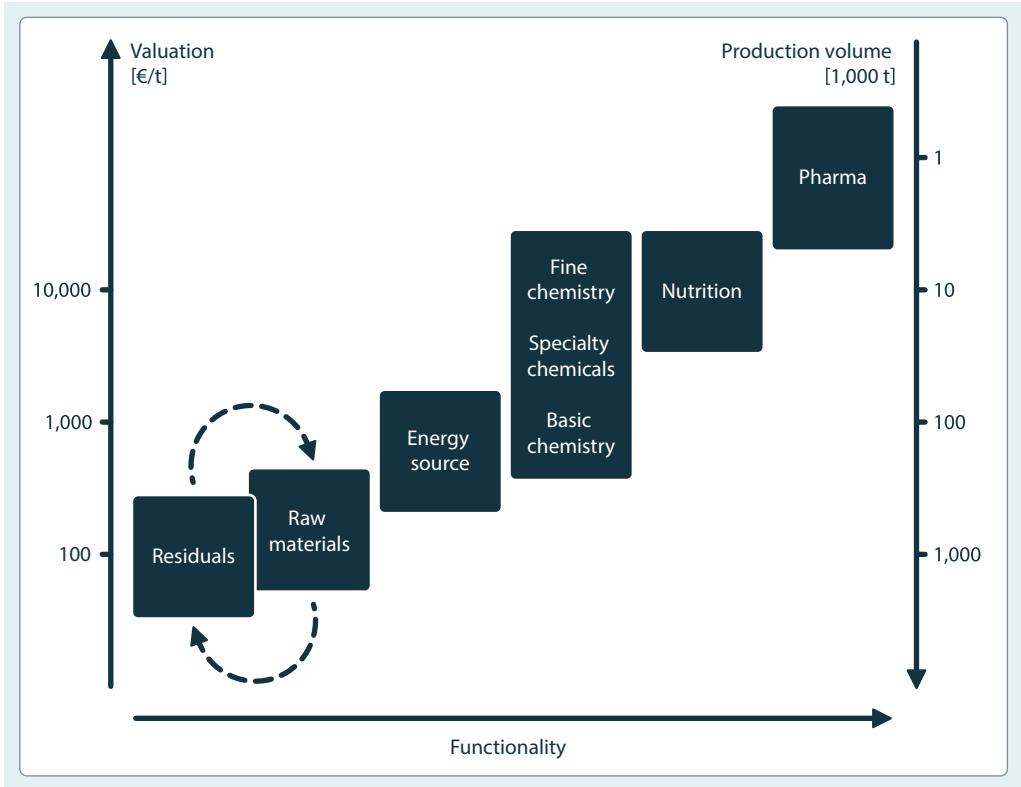 Valuation
[€/t]
Production volume
[1,000 t]
10,000
1,000
100
1
10
100
1,000
Residuals
Raw
materials
Energy
source
Fine
chemistry
Specialty
chemicals
Basic
chemistry
Nutrition
Pharma
Functionality